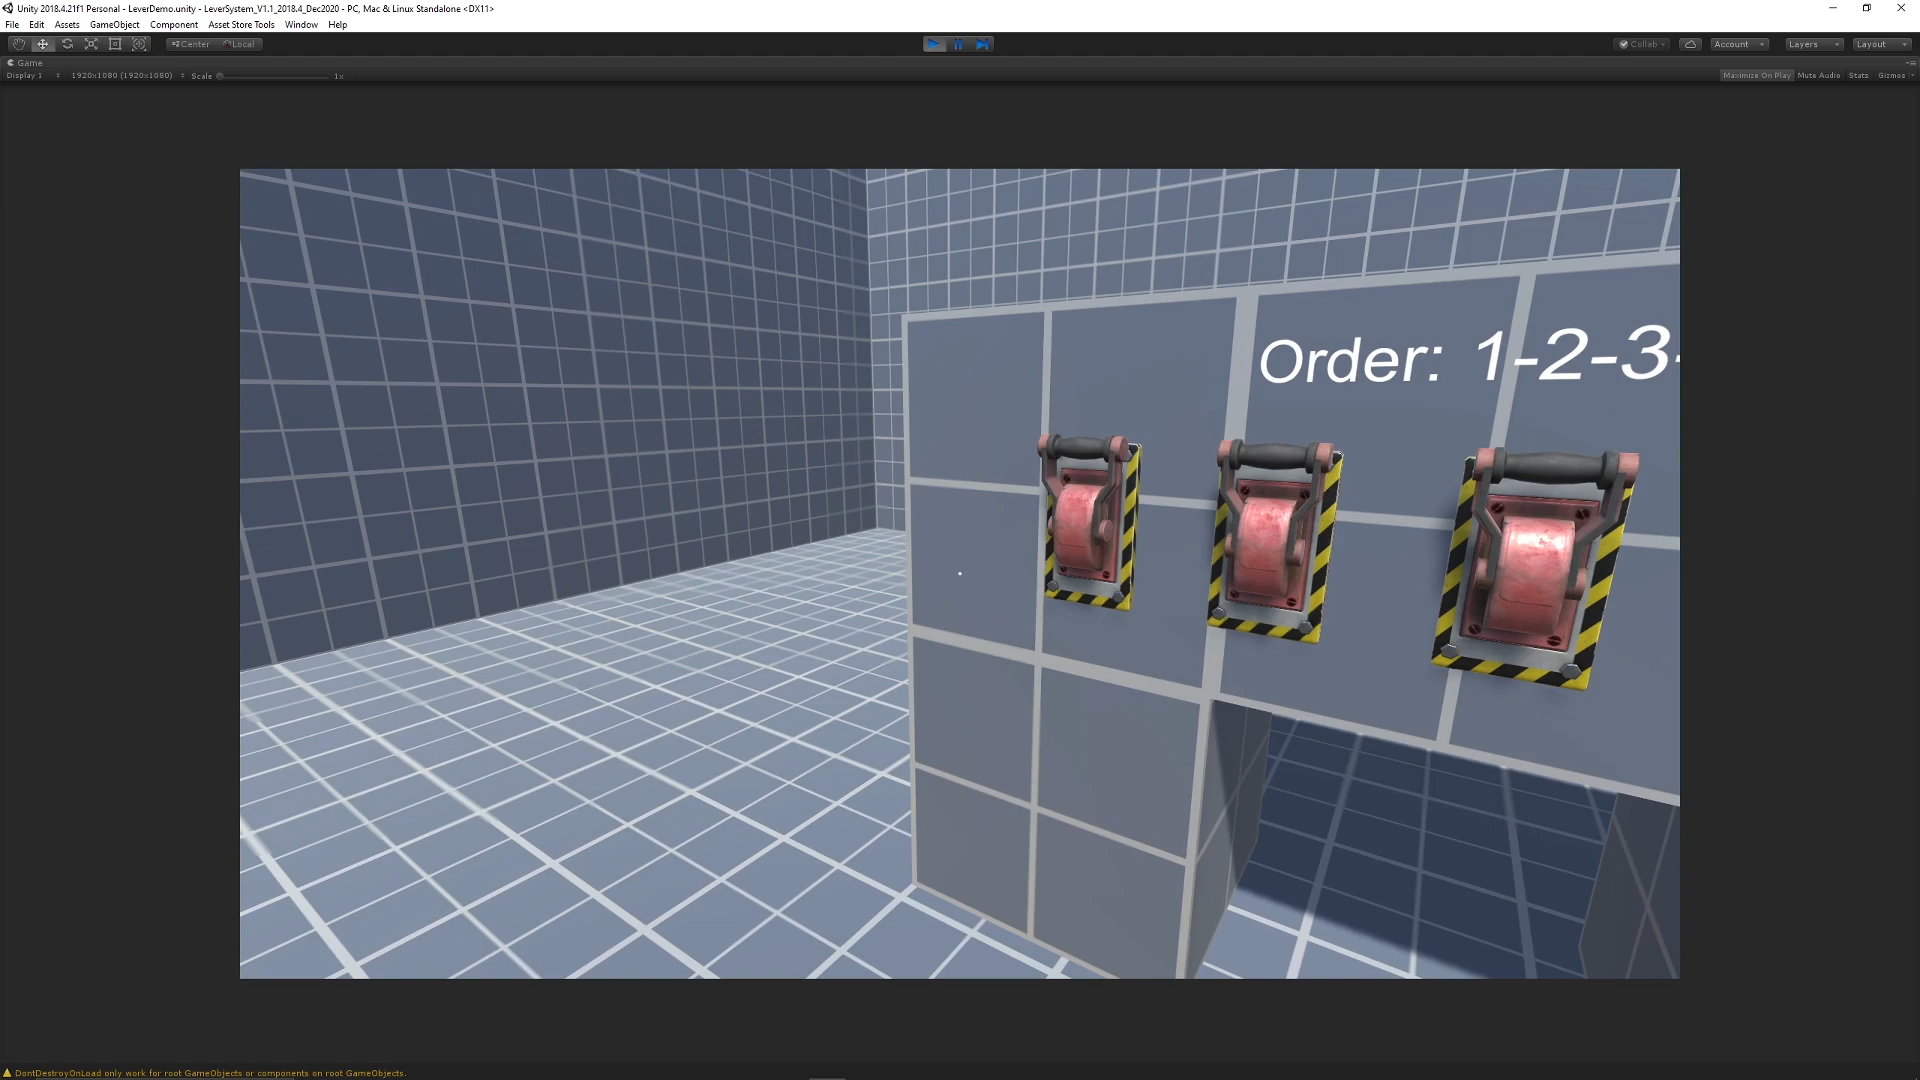 Unity 2018.4.21f1 Personal - LeverDemo.unity - LeverSystem_V1.1_2018.4_Dec2020 - PC, Mac & Linux Standalone <DX11>
File Edit Assets GameObject Component Asset Store Tools Window Help
Center Local Collab Account Layers Layout
Game
Display 1 1920x1080 (1920x1080) Scale 1x Maximize On Play Mute Audio Stats Gizmos
Order: 1-2-3-
DontDestroyOnLoad only work for root GameObjects or components on root GameObjects.